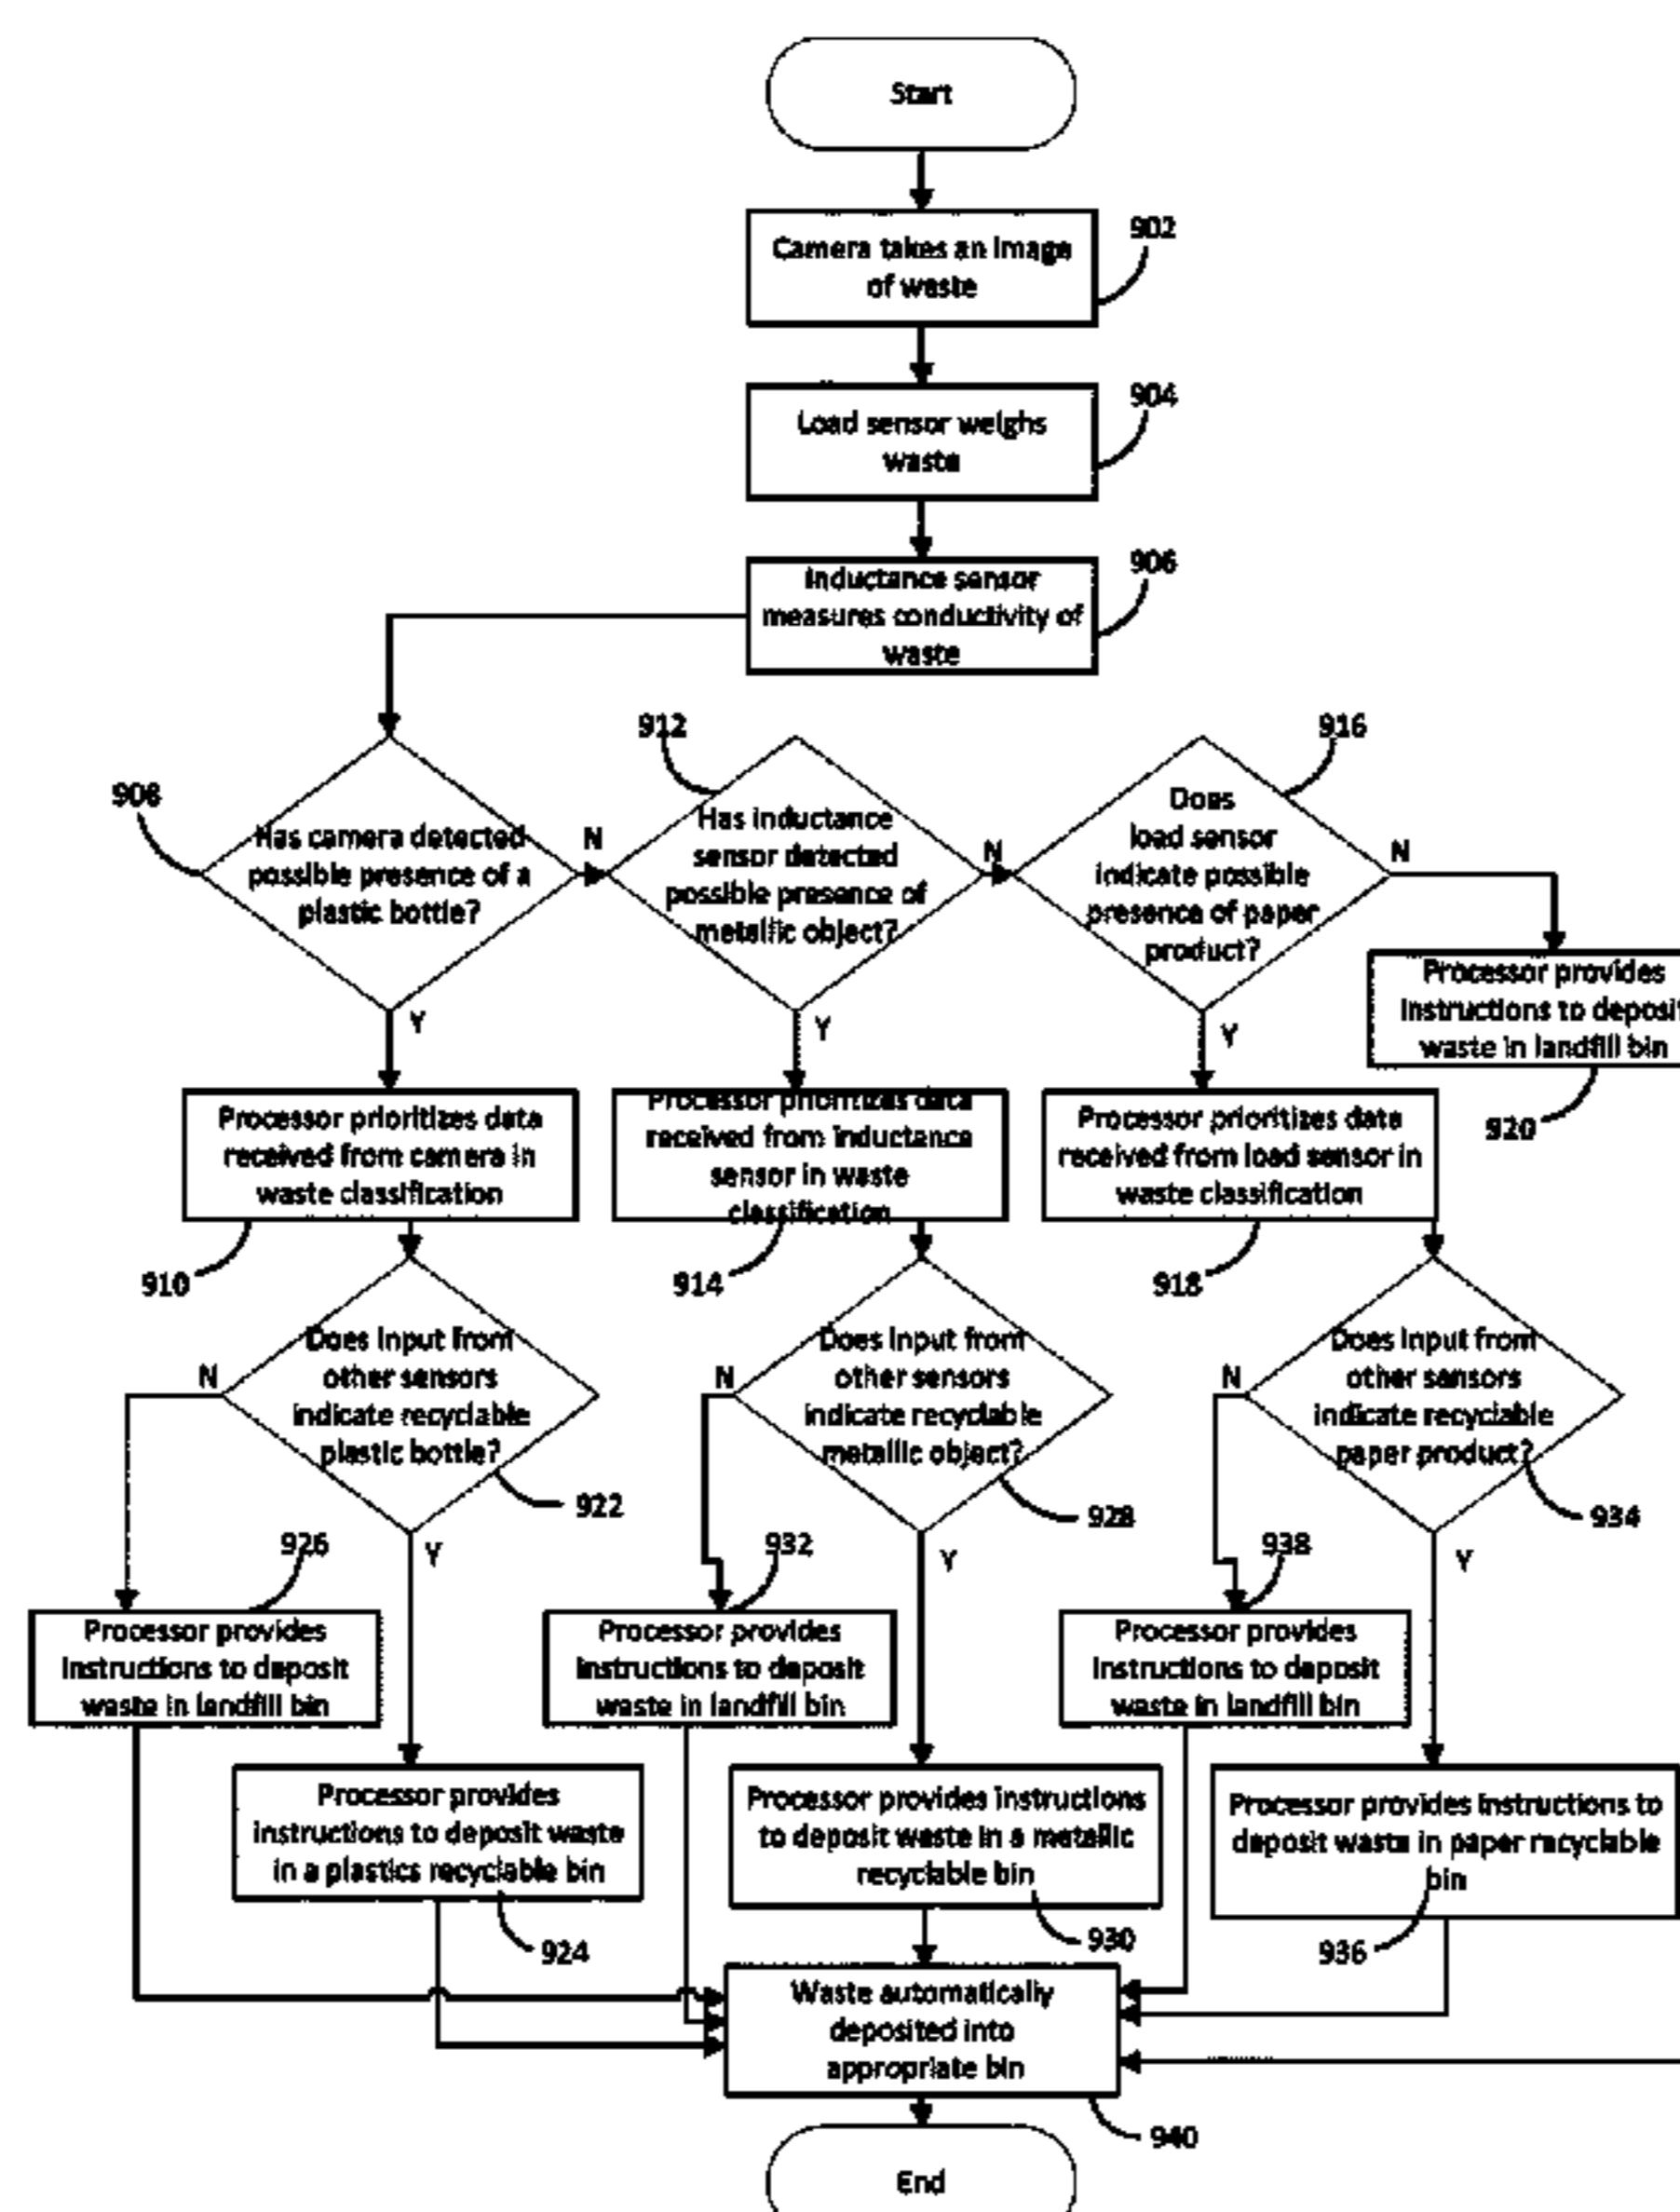 Start
Camera takes an image
of waste
902
Load sensor weighs
waste
904
Inductance sensor
measures conductivity of
waste
906
908
Has camera detected
possible presence of a
plastic bottle?
N
Y
912
Has inductance
sensor detected
possible presence of
metallic object?
N
Y
916
Does
load sensor
indicate possible
presence of paper
product?
N
Y
Processor provides
instructions to deposit
waste in landfill bin
920
Processor prioritizes data
received from camera in
waste classification
910
Processor prioritizes data
received from inductance
sensor in waste
classification
914
Processor prioritizes data
received from load sensor in
waste classification
918
Does input from
other sensors
indicate recyclable
plastic bottle?
N
Y
922
Does input from
other sensors
indicate recyclable
metallic object?
N
Y
928
Does input from
other sensors
indicate recyclable
paper product?
N
Y
934
926
Processor provides
instructions to deposit
waste in landfill bin
932
Processor provides
instructions to deposit
waste in landfill bin
938
Processor provides
instructions to deposit
waste in landfill bin
Processor provides
instructions to deposit waste
in a plastics recyclable bin
924
Processor provides instructions
to deposit waste in a metallic
recyclable bin
930
Processor provides instructions to
deposit waste in paper recyclable
bin
936
Waste automatically
deposited into
appropriate bin
940
End